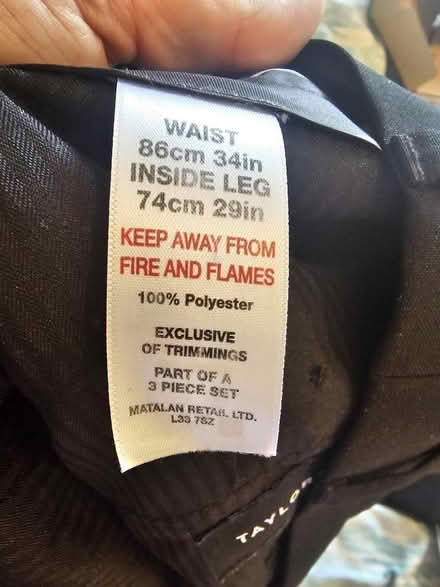 WAIST
86cm 34in
INSIDE LEG
74cm 29in
KEEP AWAY FROM
FIRE AND FLAMES
100% Polyester
EXCLUSIVE
OF TRIMMINGS
PART OF A
3 PIECE SET
MATALAN RETAIL LTD.
L33 7SZ